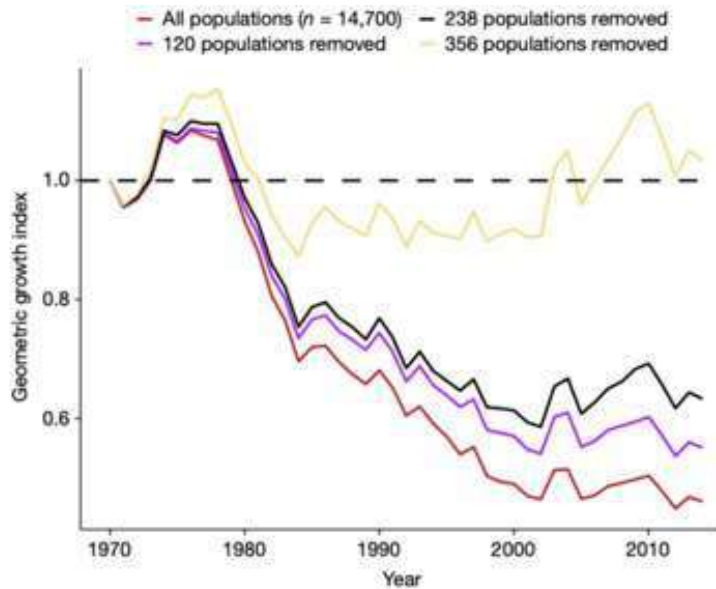 All populations (n = 14,700)
238 populations removed
120 populations removed
356 populations removed
Geometric growth index
1.0
0.8
0.6
1970
1980
1990
2000
2010
Year